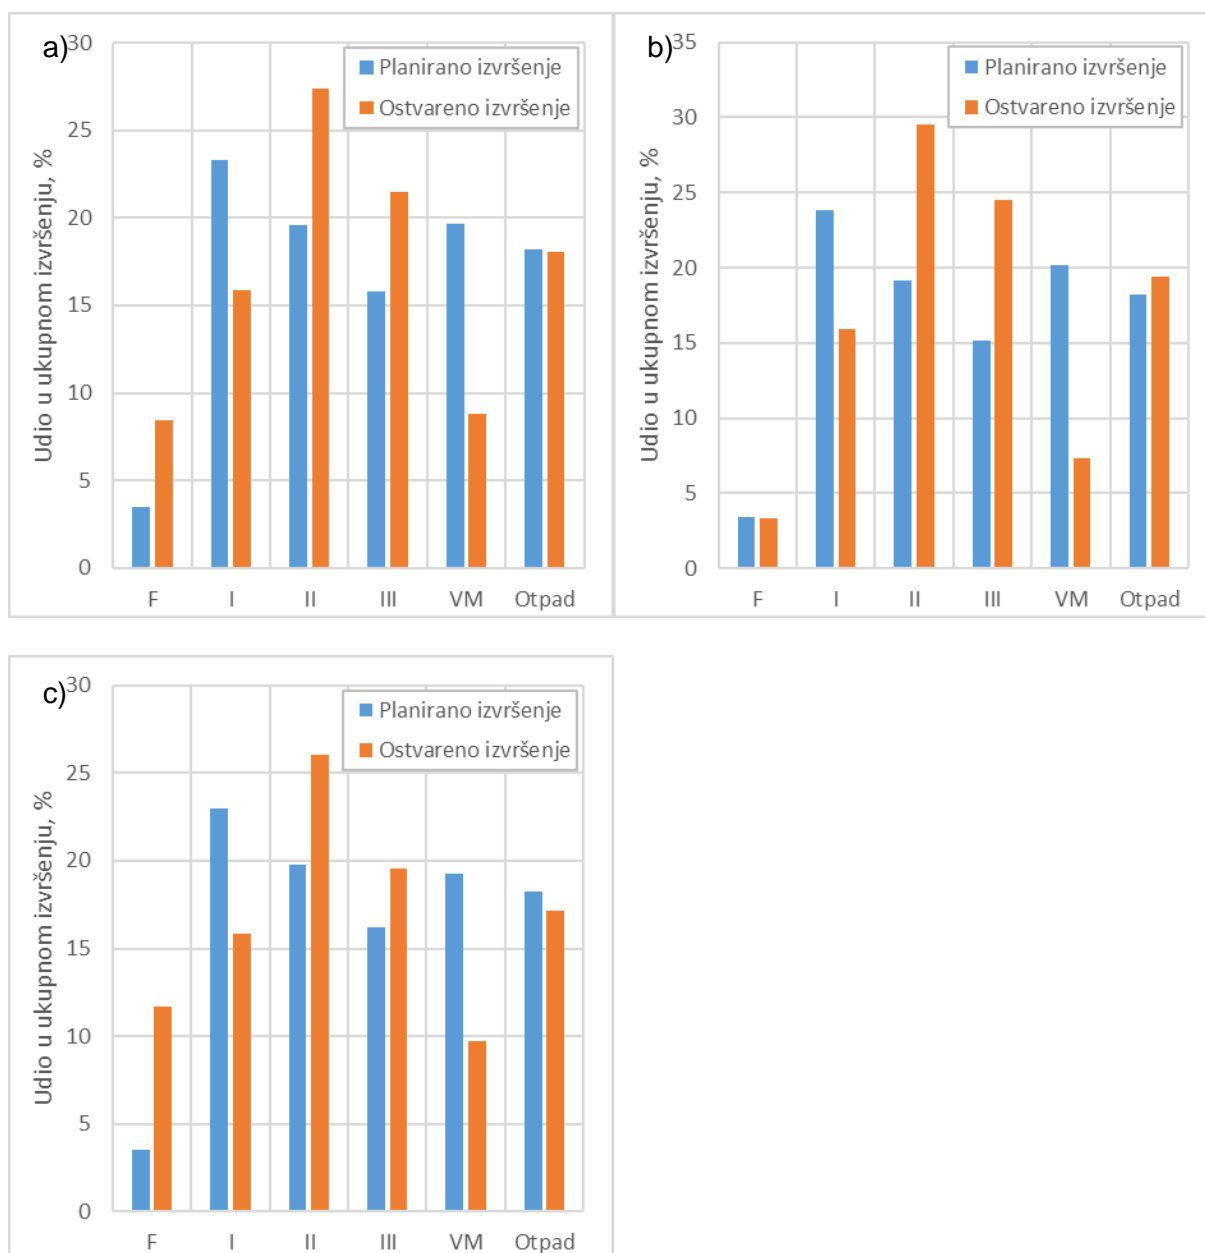 a)
30
25
20
15
10
5
0
Udio u ukupnom izvršenju, %
Planirano izvršenje
Ostvareno izvršenje
F I II III VM Otpad
b)
35
30
25
20
15
10
5
0
Udio u ukupnom izvršenju, %
Planirano izvršenje
Ostvareno izvršenje
F I II III VM Otpad
c)
30
25
20
15
10
5
0
Udio u ukupnom izvršenju, %
Planirano izvršenje
Ostvareno izvršenje
F I II III VM Otpad